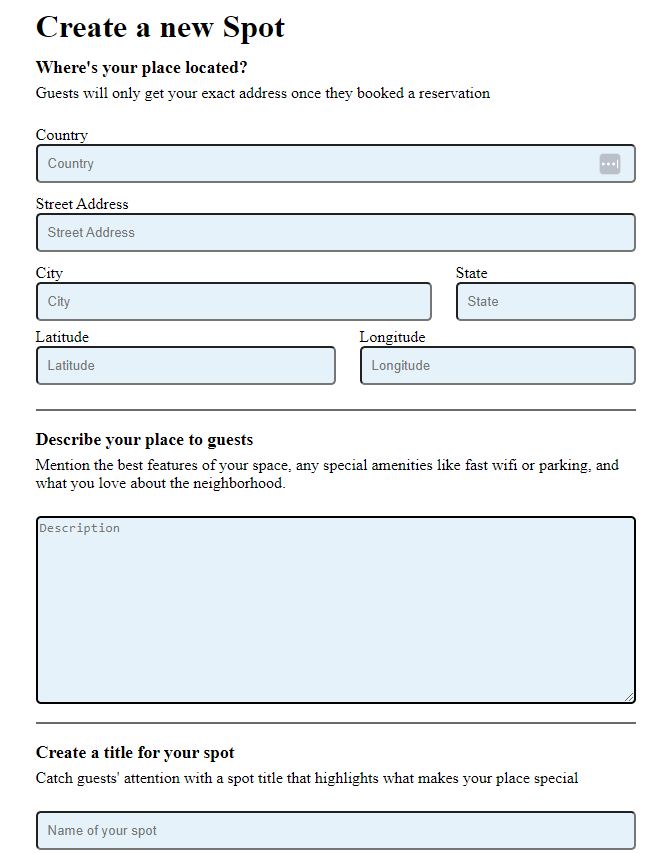 Create a new Spot
Where's your place located?
Guests will only get your exact address once they booked a reservation
Country
Country
Street Address
Street Address
City State
City State
Latitude Longitude
Latitude Longitude
Describe your place to guests
Mention the best features of your space, any special amenities like fast wifi or parking, and
what you love about the neighborhood.
Description
Create a title for your spot
Catch guests' attention with a spot title that highlights what makes your place special
Name of your spot